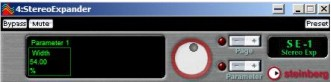 4:StereoExpander
Bypass Mute Preset
Parameter 1
Width
54.00
%
Page
Parameter
SE-1
Stereo Exp
steinberg